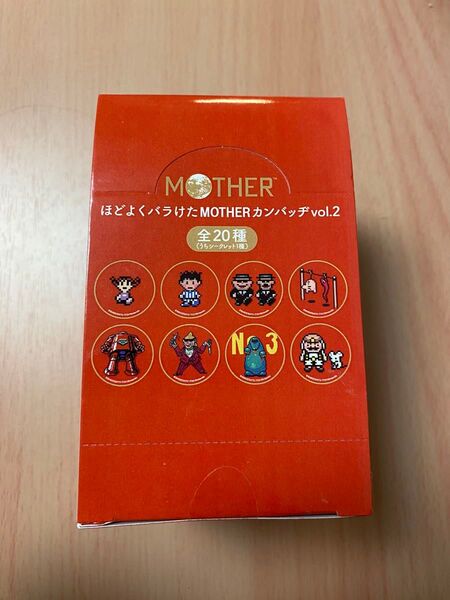 MOTHER™
ほどよくバラけたMOTHERカンバッヂvol.2
全20種
(うちシークレット1種)
No 3